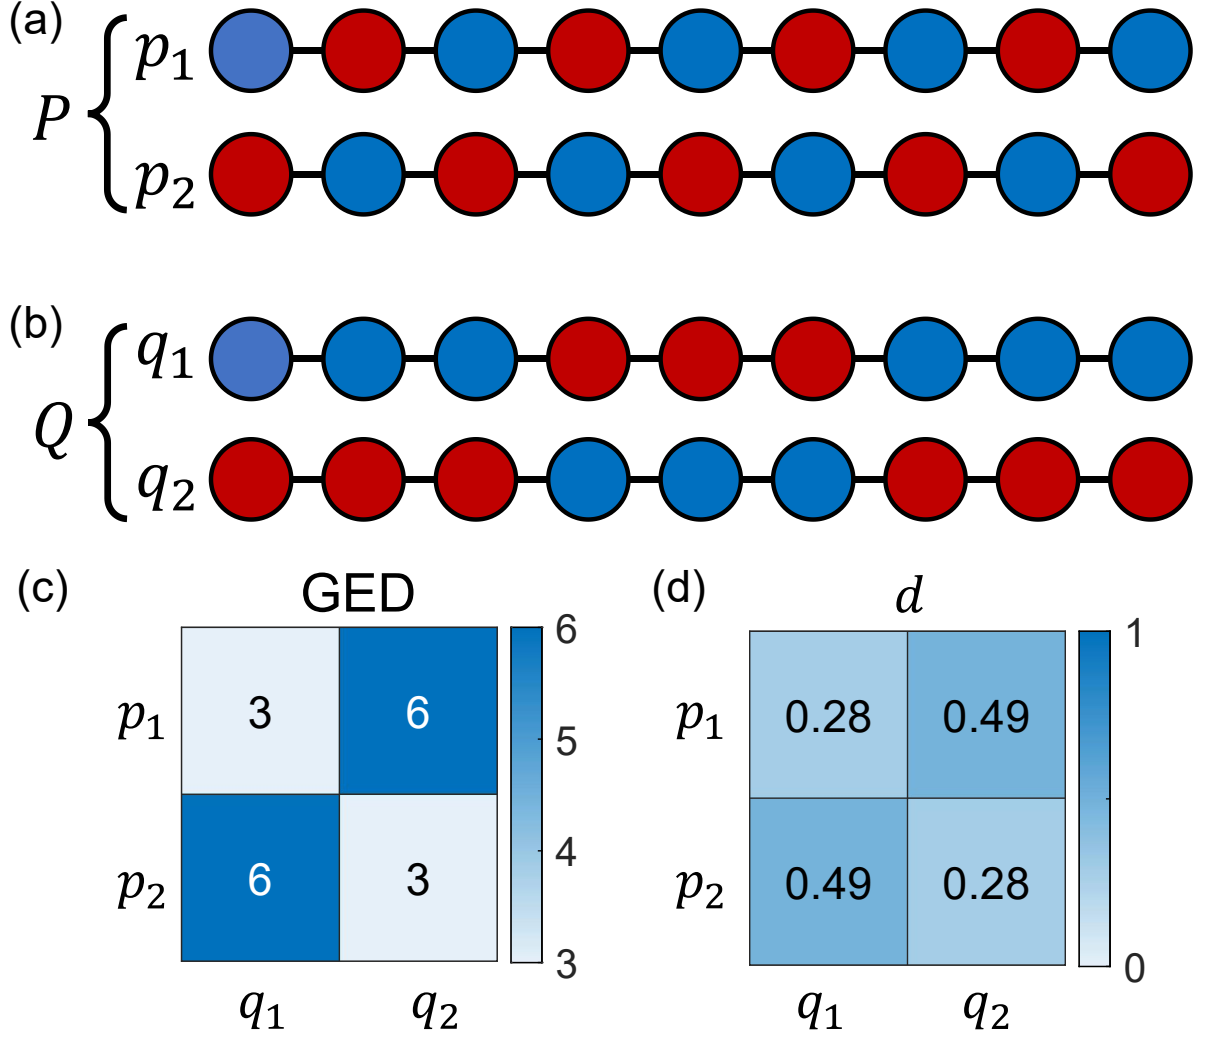 (a)
P
p₁
p₂
(b)
Q
q₁
q₂
(c)
GED
p₁ 3 6
p₂ 6 3
q₁ q₂
6
5
4
3
(d)
d
p₁ 0.28 0.49
p₂ 0.49 0.28
q₁ q₂
1
0